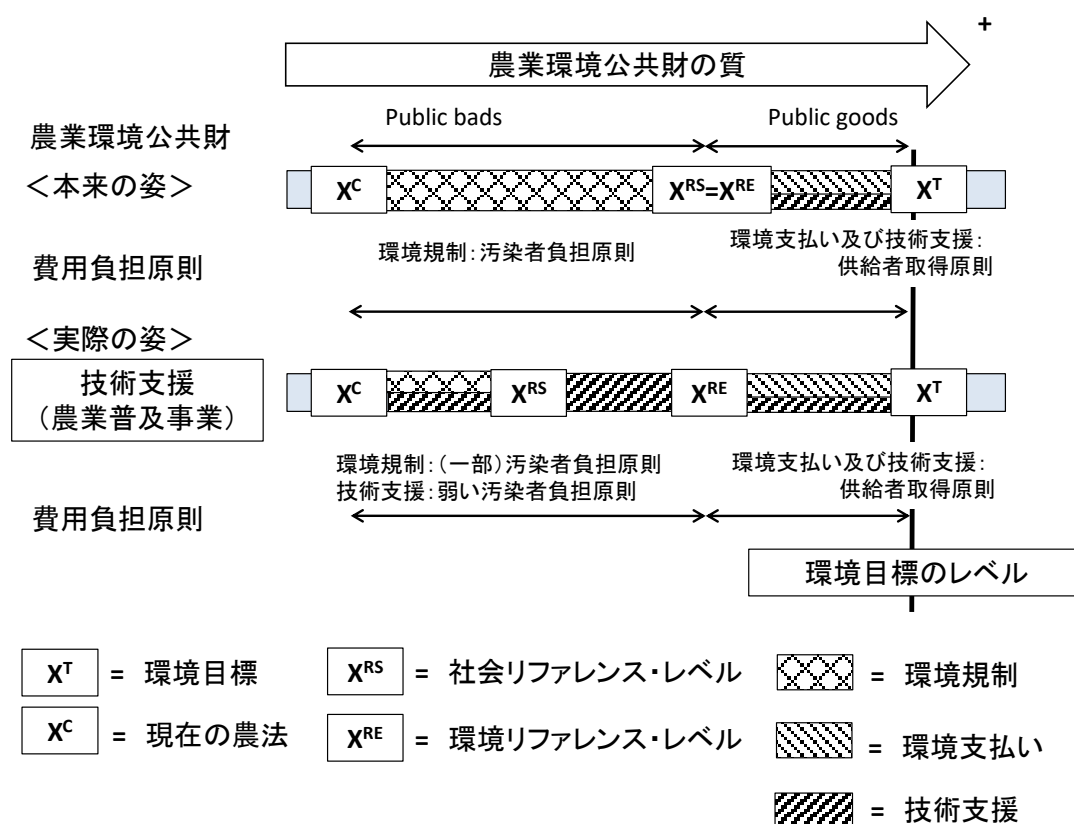 +
農業環境公共財の質
Public bads
Public goods
農業環境公共財
＜本来の姿＞
X^C
X^RS=X^RE
X^T
費用負担原則
環境規制：汚染者負担原則
環境支払い及び技術支援：
供給者取得原則
＜実際の姿＞
技術支援
（農業普及事業）
X^C
X^RS
X^RE
X^T
環境規制：（一部）汚染者負担原則
技術支援：弱い汚染者負担原則
環境支払い及び技術支援：
供給者取得原則
費用負担原則
環境目標のレベル
X^T = 環境目標
X^RS = 社会リファレンス・レベル
= 環境規制
X^C = 現在の農法
X^RE = 環境リファレンス・レベル
= 環境支払い
= 技術支援